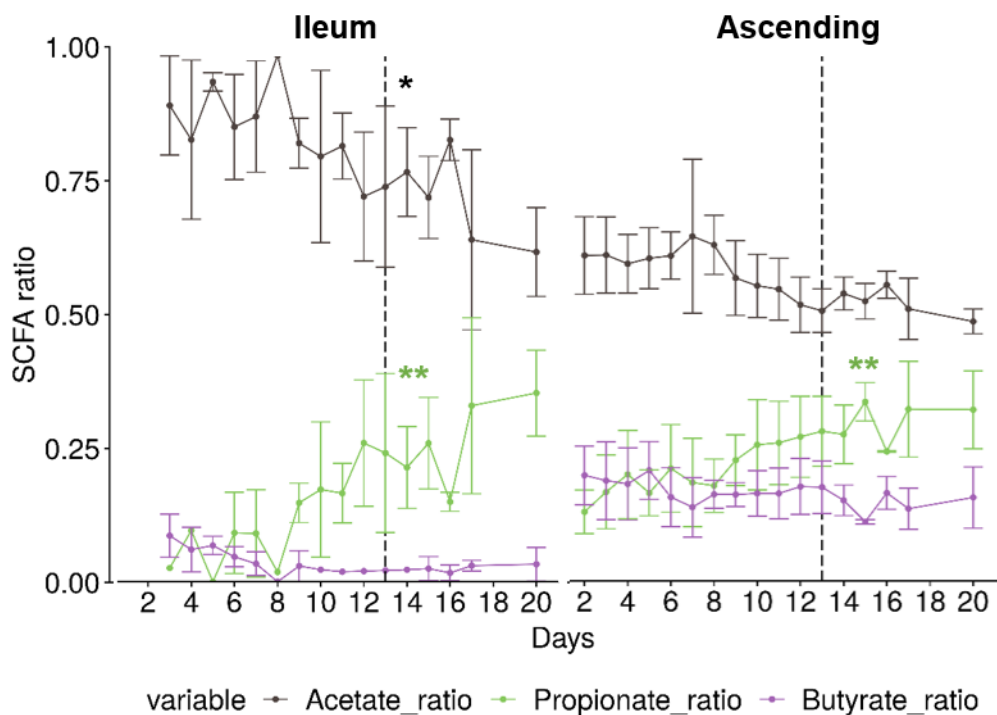 Ileum Ascending
SCFA ratio
1.00
0.75
0.50
0.25
0.00
*
**
**
2 4 6 8 10 12 14 16 18 20 2 4 6 8 10 12 14 16 18 20
Days
variable Acetate_ratio Propionate_ratio Butyrate_ratio